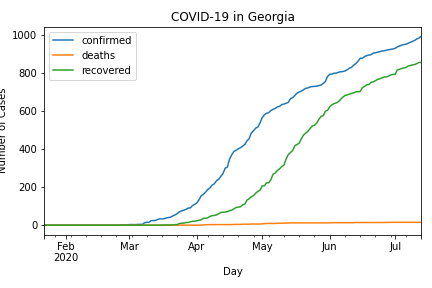 COVID-19 in Georgia
confirmed
deaths
recovered
1000
800
600
400
200
0
Number of Cases
Feb
2020
Mar
Apr
May
Jun
Jul
Day